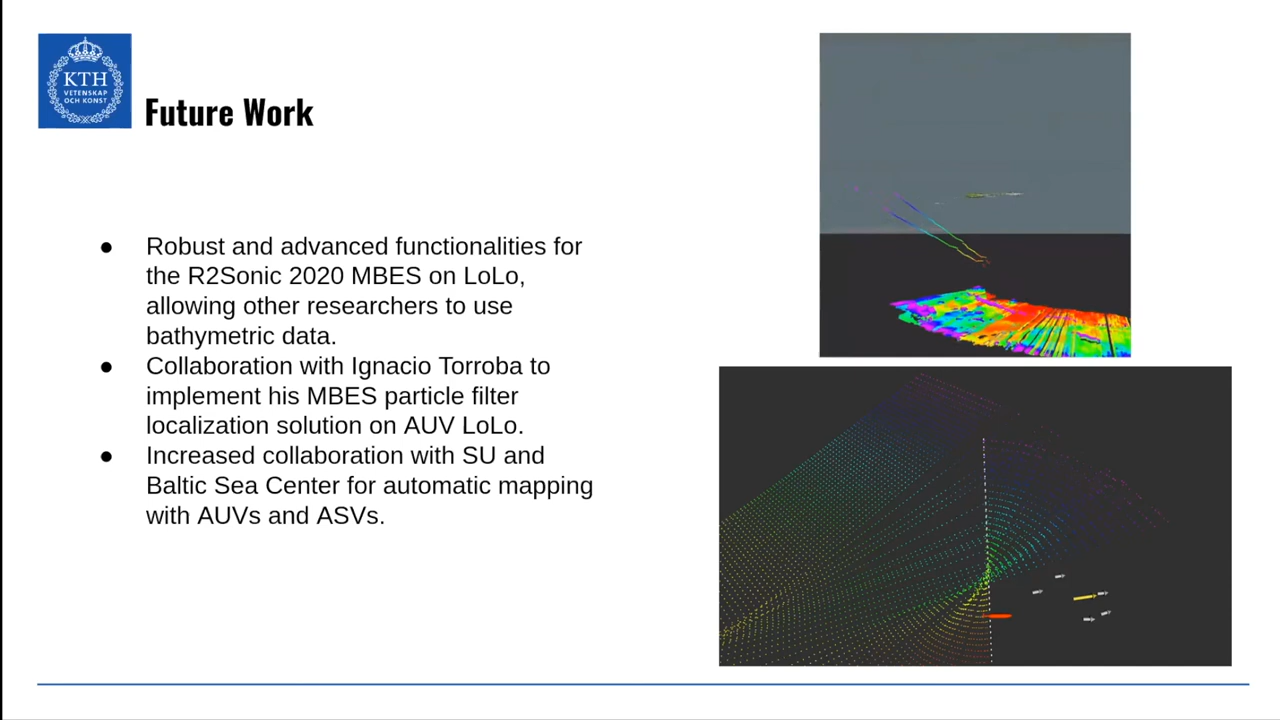 KTH
VETENSKAP
OCH KONST
Future Work
● Robust and advanced functionalities for
the R2Sonic 2020 MBES on LoLo,
allowing other researchers to use
bathymetric data.
● Collaboration with Ignacio Torroba to
implement his MBES particle filter
localization solution on AUV LoLo.
● Increased collaboration with SU and
Baltic Sea Center for automatic mapping
with AUVs and ASVs.